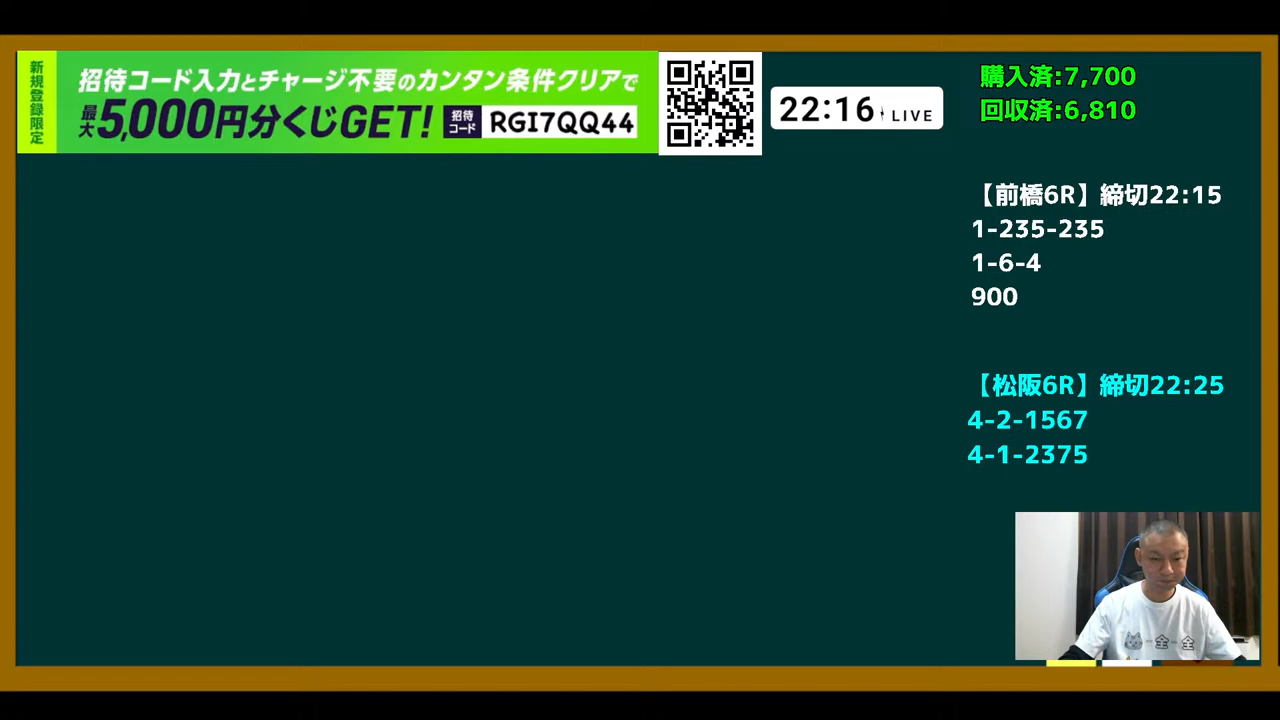 新規登録限定
招待コード入力とチャージ不要のカンタン条件クリアで
最大5,000円分くじGET! 招待コード RGI7QQ44
22:16 LIVE
購入済:7,700
回収済:6,810
【前橋6R】締切22:15
1-235-235
1-6-4
900
【松阪6R】締切22:25
4-2-1567
4-1-2375
全 全